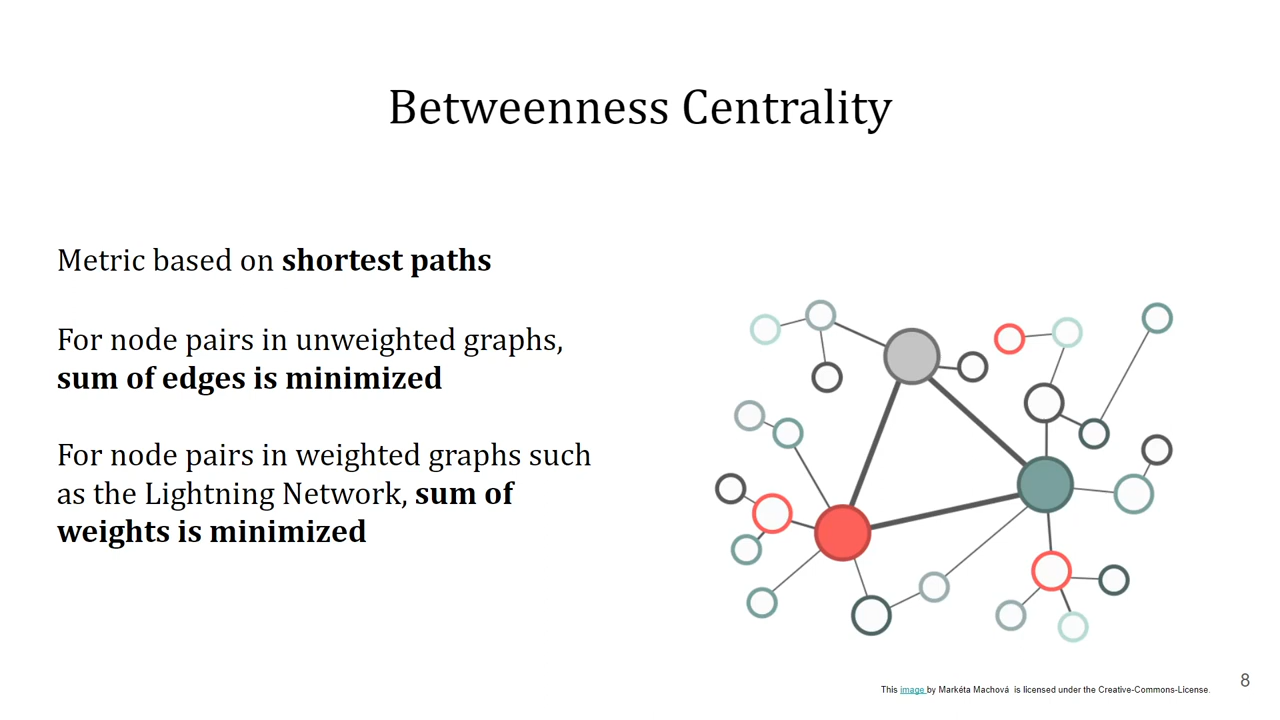 Betweenness Centrality
Metric based on shortest paths
For node pairs in unweighted graphs,
sum of edges is minimized
For node pairs in weighted graphs such
as the Lightning Network, sum of
weights is minimized
This image by Markéta Machová is licensed under the Creative-Commons-License.
8